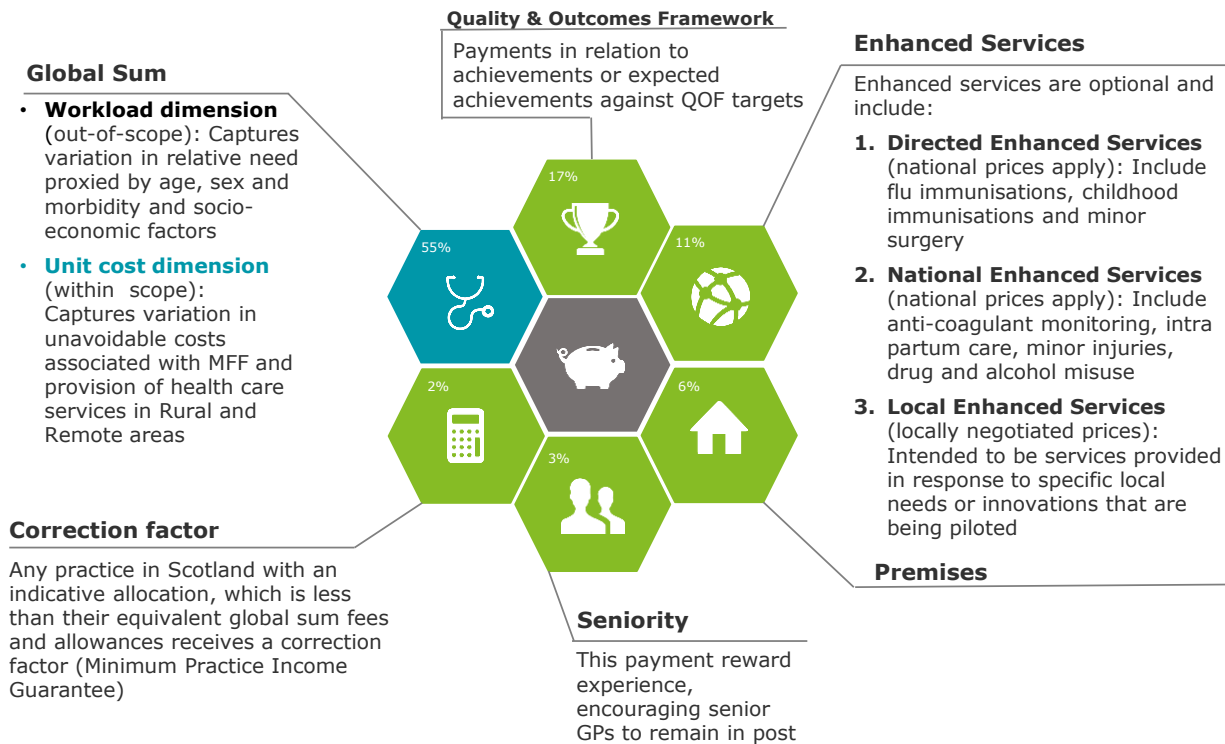 Quality & Outcomes Framework
Payments in relation to
achievements or expected
achievements against QOF targets
Global Sum
• Workload dimension
(out-of-scope): Captures
variation in relative need
proxied by age, sex and
morbidity and socio-
economic factors
• Unit cost dimension
(within scope):
Captures variation in
unavoidable costs
associated with MFF and
provision of health care
services in Rural and
Remote areas
Enhanced Services
Enhanced services are optional and
include:
1. Directed Enhanced Services
(national prices apply): Include
flu immunisations, childhood
immunisations and minor
surgery
2. National Enhanced Services
(national prices apply): Include
anti-coagulant monitoring, intra
partum care, minor injuries,
drug and alcohol misuse
3. Local Enhanced Services
(locally negotiated prices):
Intended to be services provided
in response to specific local
needs or innovations that are
being piloted
17%
55%
11%
2%
6%
3%
Correction factor
Any practice in Scotland with an
indicative allocation, which is less
than their equivalent global sum fees
and allowances receives a correction
factor (Minimum Practice Income
Guarantee)
Premises
Seniority
This payment reward
experience,
encouraging senior
GPs to remain in post